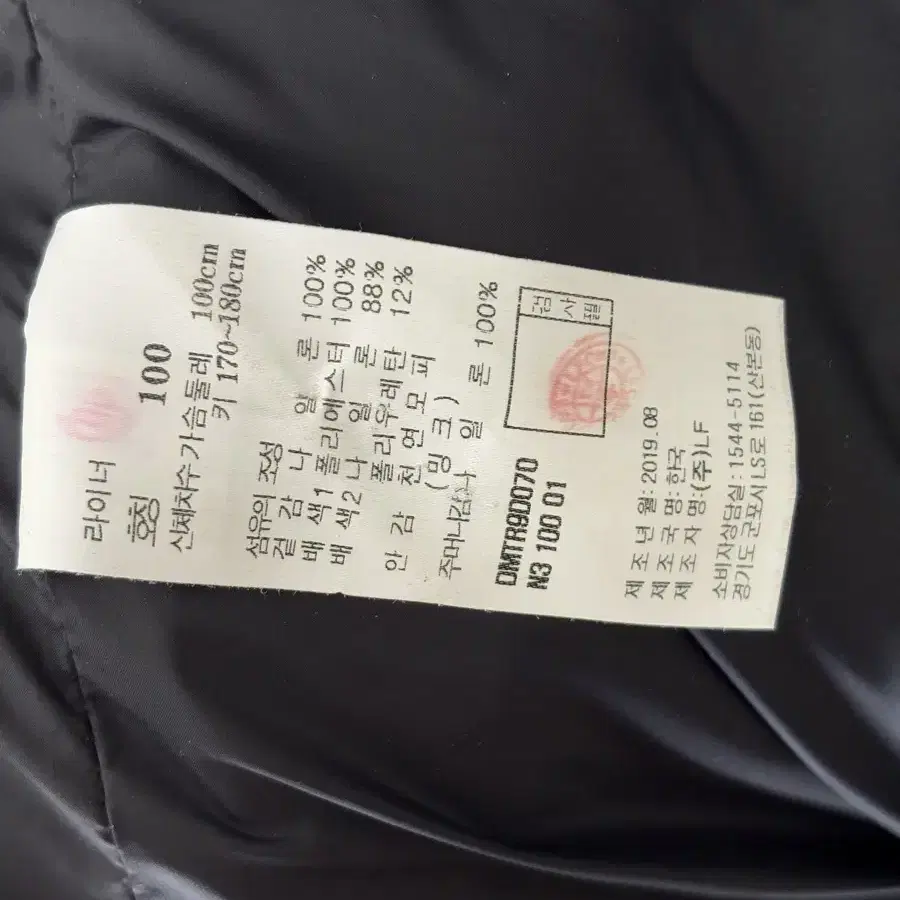 라이너
호칭 100
신체치수 가슴둘레 100cm
키 170~180cm
섬유의 조성
겉감 나일론 100%
배색1 폴리에스터 100%
배색2 나일론 88%
폴리우레탄 12%
안감 천연모피
(밍크)
주머니감 나일론 100%
DMTR9D070
N3 100 01
검사필
제조년월:2019.08
제조국명:한국
제조자명:(주)LF
소비자상담실:1544-5114
경기도 군포시 LS로 161(산본동)